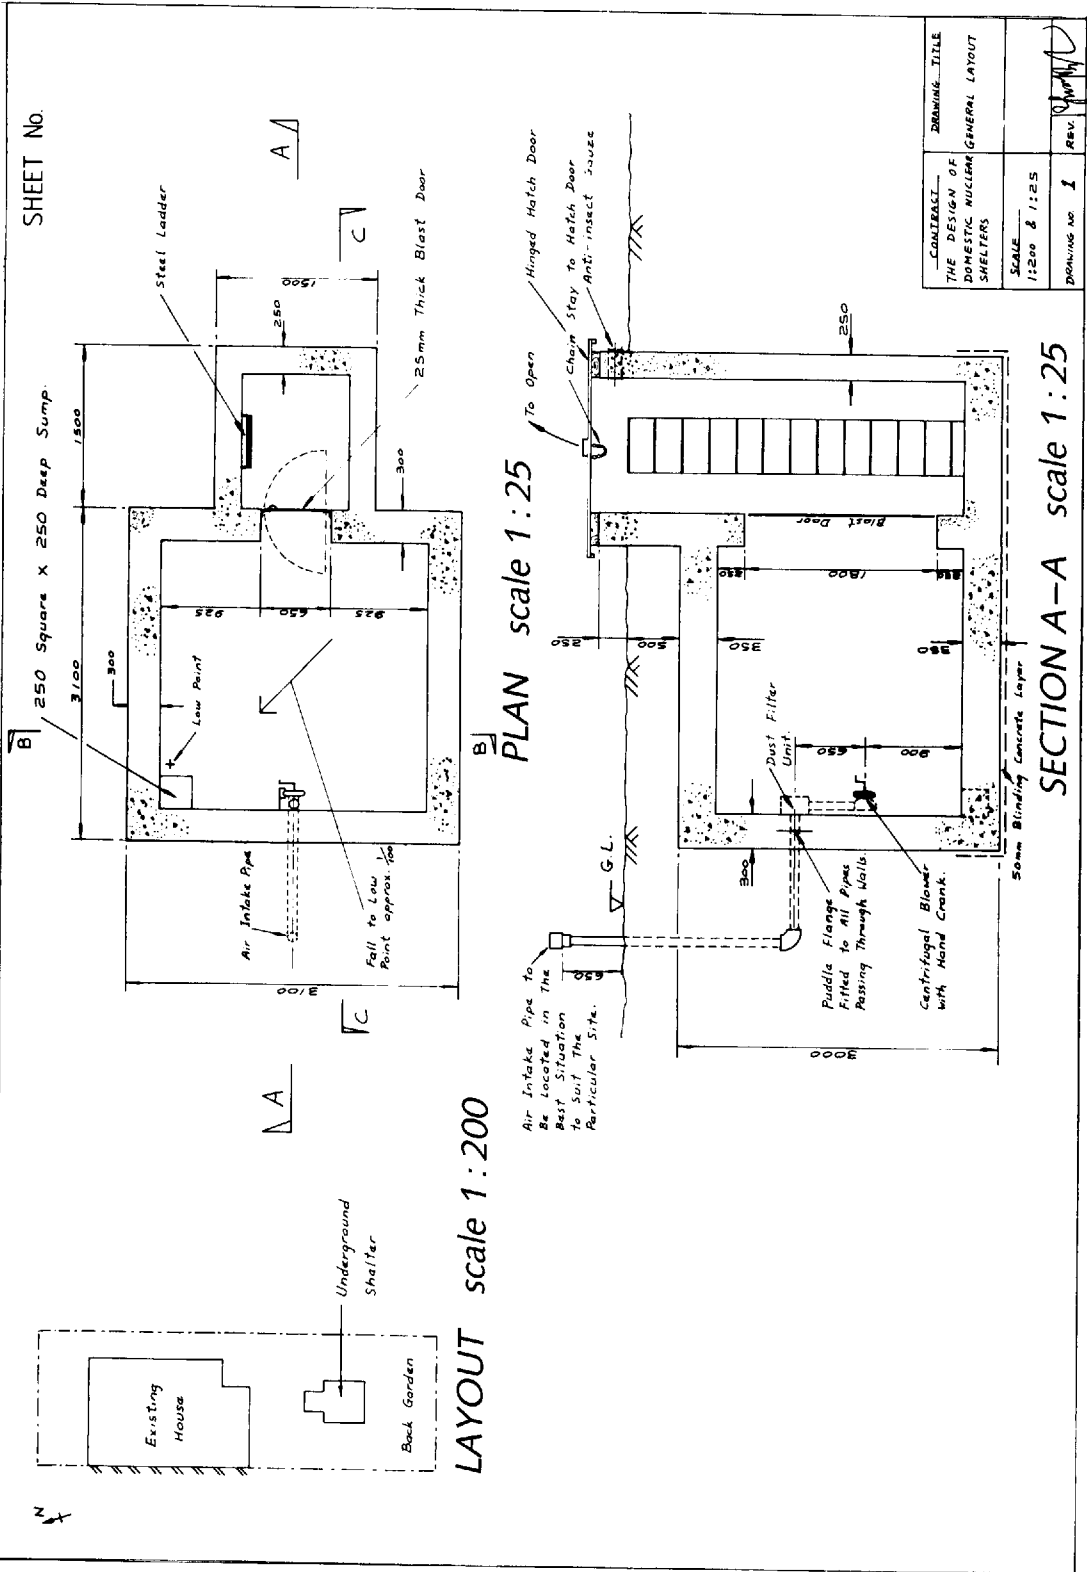 SHEET No.
250 Square x 250 Deep Sump.
B
3100
1500
300
Steel Ladder
A
Low Point
925
650
925
250
1500
C
300
25mm Thick Blast Door
Air Intake Pipe
Fall to Low
Point approx. 1/100
3100
C
A
B
PLAN scale 1:25
N
Existing
House
Underground
Shelter
Back Garden
LAYOUT scale 1:200
Air Intake Pipe to
Be Located in The
Best Situation
to Suit The
Particular Site.
650
G.L.
To Open
Hinged Hatch Door
Chain Stay to Hatch Door
Anti-insect Gauze
250
500
350
250
1800
Blast Door
250
Dust Filter
Unit.
650
900
350
300
Puddle Flange
Fitted to All Pipes
Passing Through Walls.
Centrifugal Blower
with Hand Crank.
3000
50mm Blinding Concrete Layer
SECTION A-A scale 1:25
CONTRACT
THE DESIGN OF
DOMESTIC NUCLEAR
SHELTERS
DRAWING TITLE
GENERAL LAYOUT
SCALE
1:200 & 1:25
DRAWING NO. 1
REV.